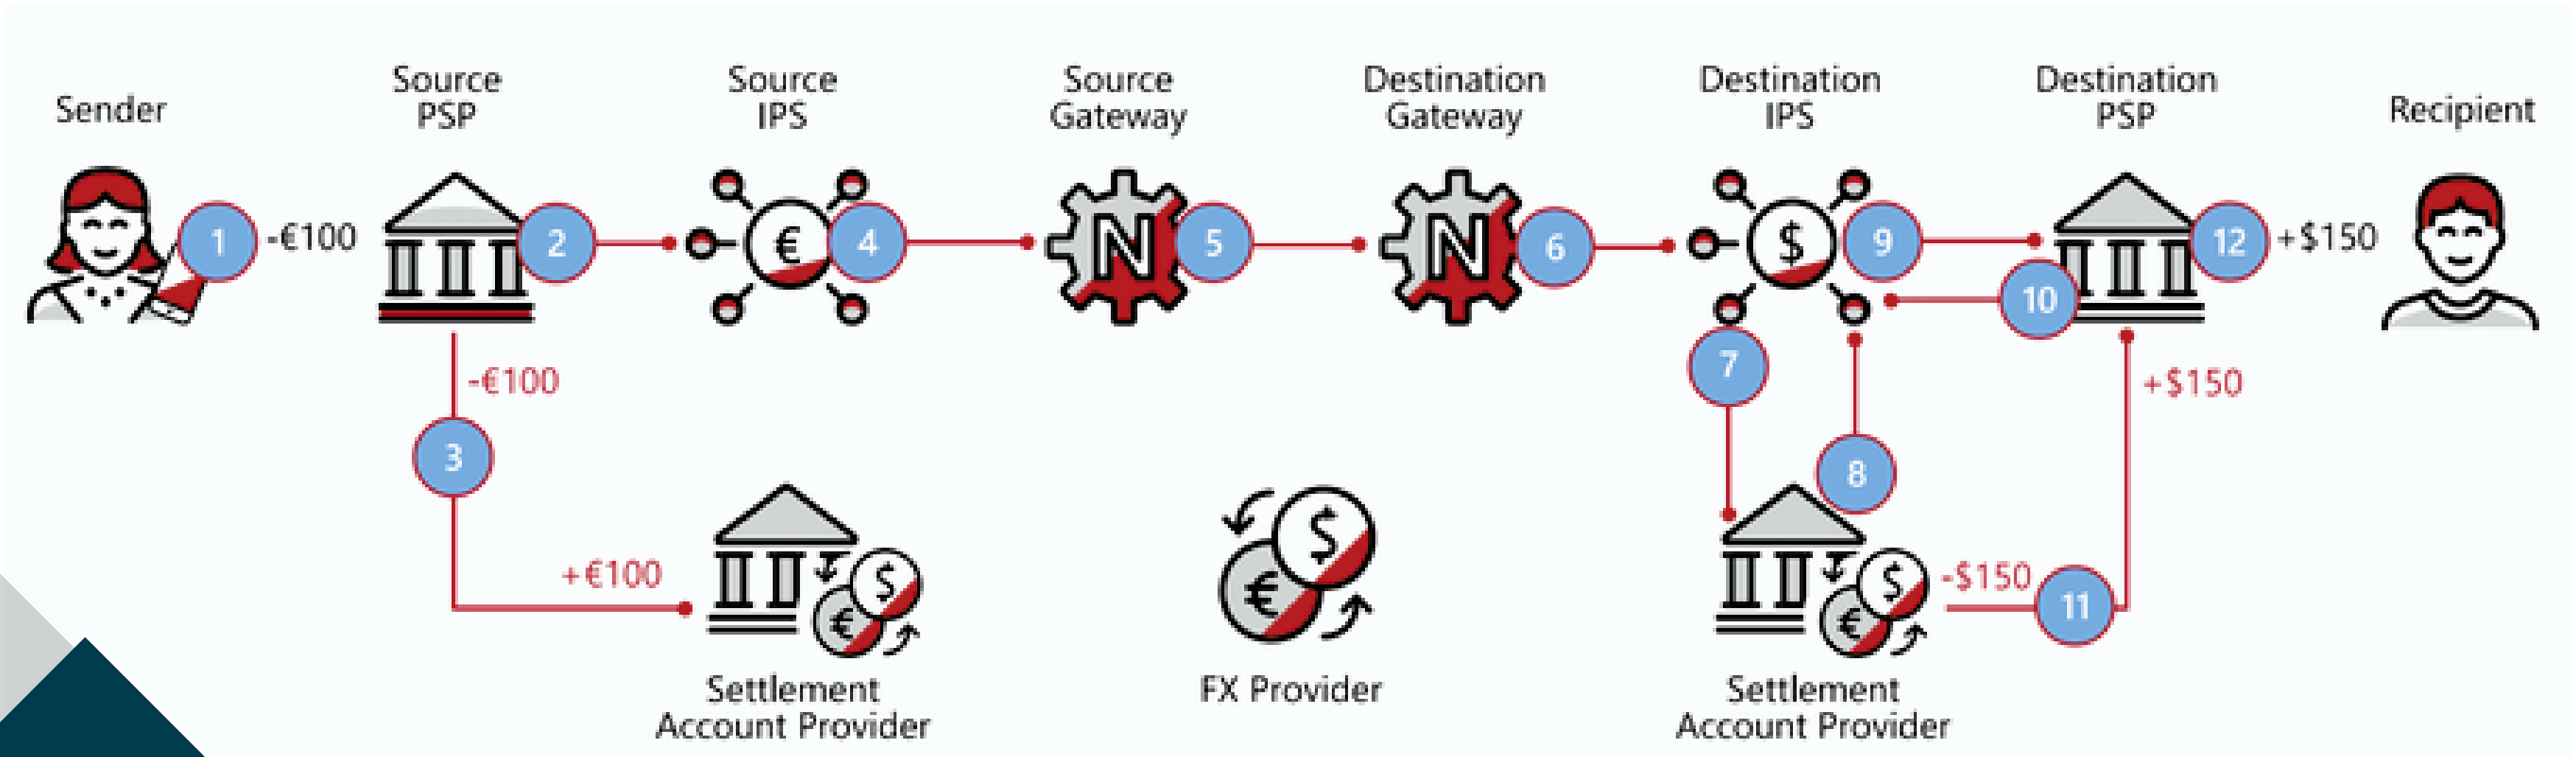 Sender
Source
PSP
Source
IPS
Source
Gateway
Destination
Gateway
Destination
IPS
Destination
PSP
Recipient
1
-€100
2
€
4
N
5
N
6
$
9
12
+$150
10
-€100
7
+$150
3
8
+€100
$
€
$
€
-$150
11
$
€
Settlement
Account Provider
FX Provider
Settlement
Account Provider